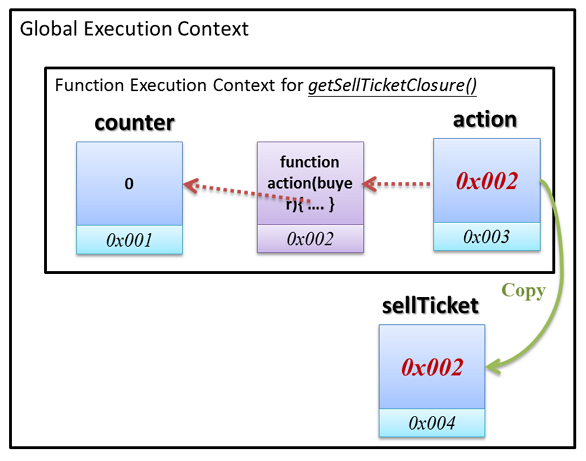 Global Execution Context
Function Execution Context for getSellTicketClosure()
counter
action
0
function
action(buye
r){ .... }
0x002
0x001
0x002
0x003
Copy
sellTicket
0x002
0x004